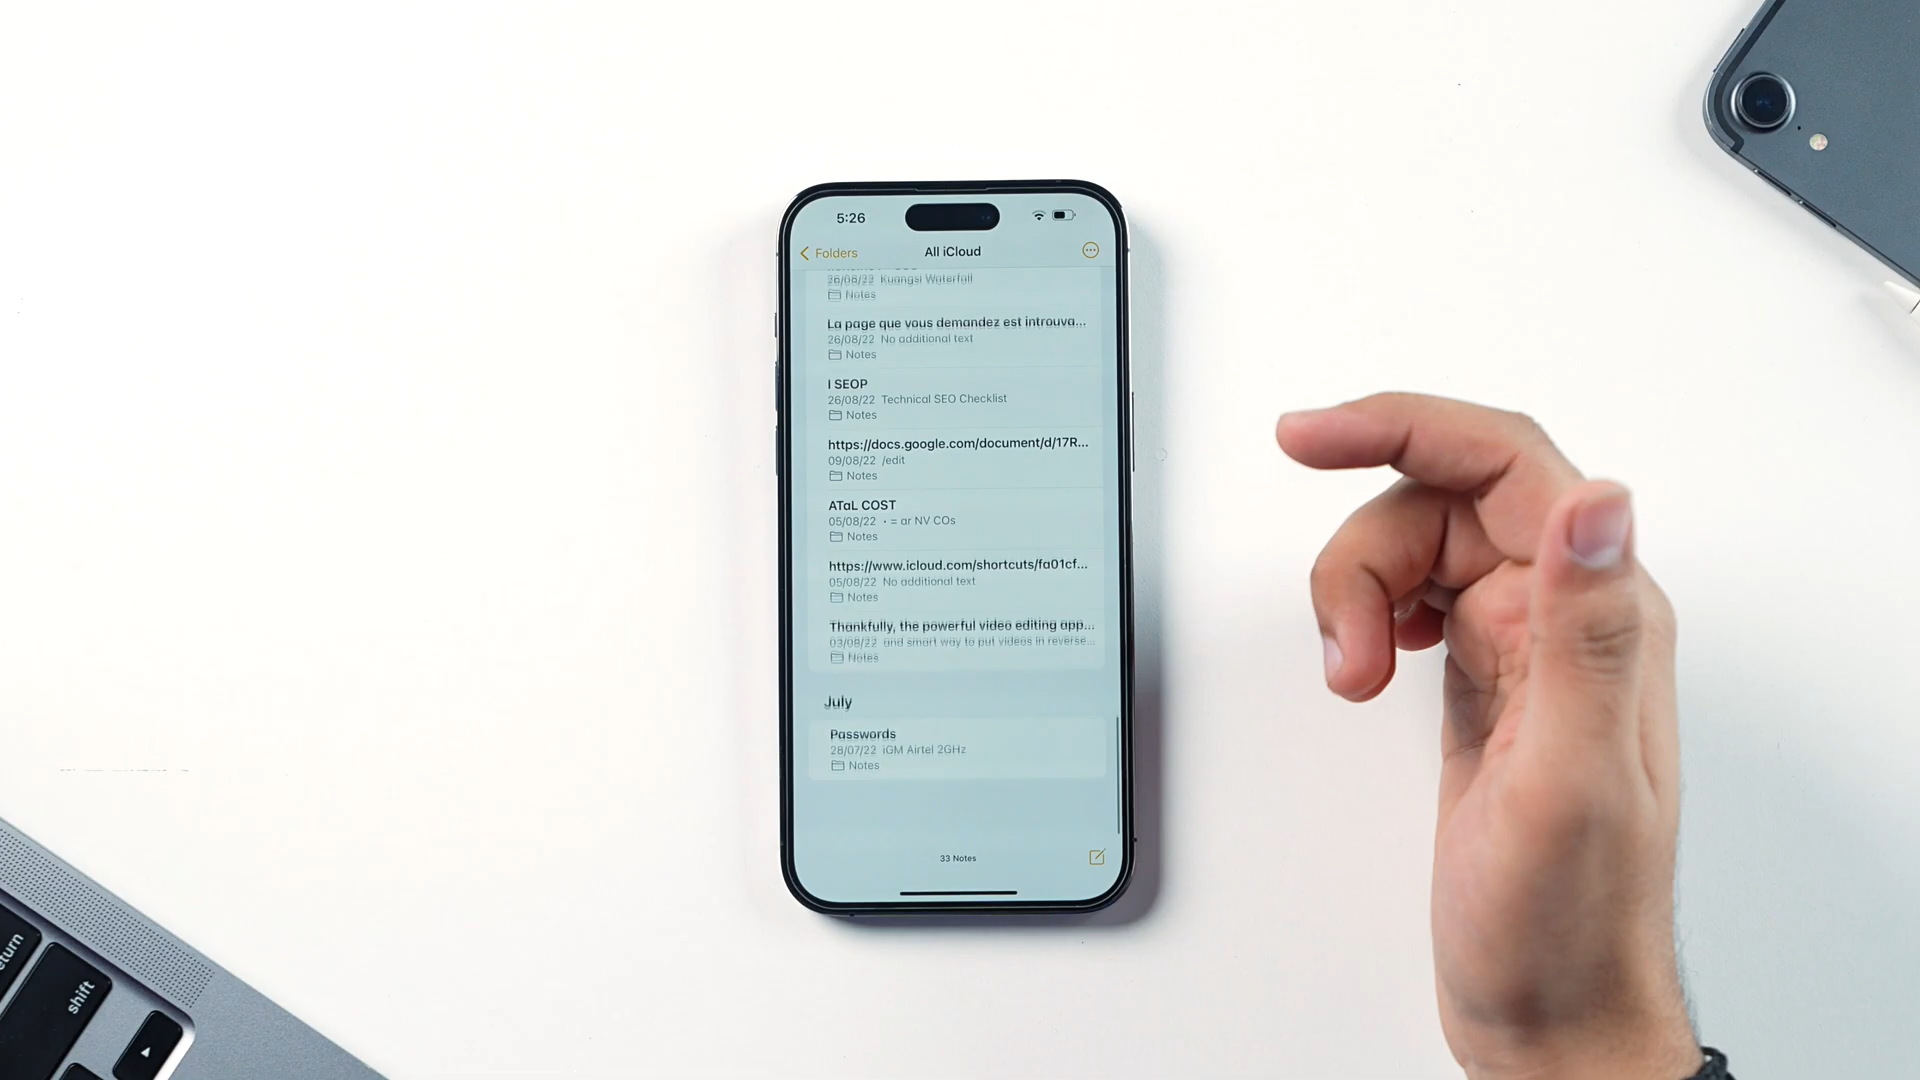 5:26
Folders
All iCloud
26/08/22 Kuangsi Waterfall
Notes
La page que vous demandez est introuva...
26/08/22 No additional text
Notes
I SEOP
26/08/22 Technical SEO Checklist
Notes
https://docs.google.com/document/d/17R...
09/08/22 /edit
Notes
ATaL COST
05/08/22 • = ar NV COs
Notes
https://www.icloud.com/shortcuts/fa01cf...
05/08/22 No additional text
Notes
Thankfully, the powerful video editing app...
03/08/22 and smart way to put videos in reverse...
Notes
July
Passwords
28/07/22 iGM Airtel 2GHz
Notes
33 Notes
eturn
shift